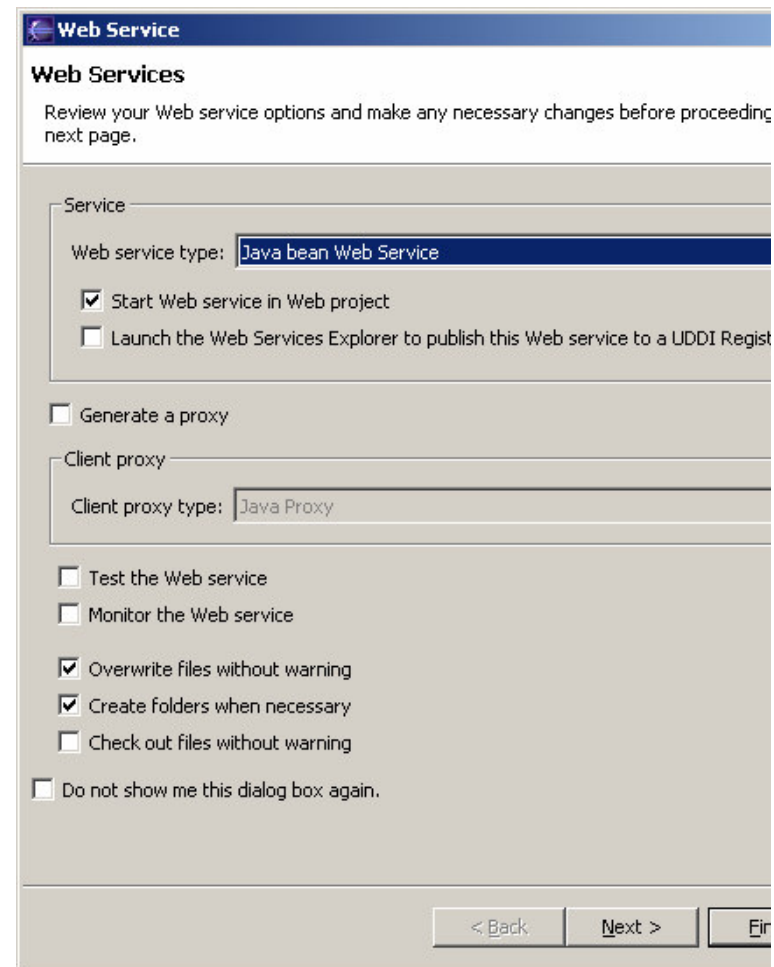 Web Service
Web Services
Review your Web service options and make any necessary changes before proceeding
next page.
Service
Web service type: Java bean Web Service
Start Web service in Web project
Launch the Web Services Explorer to publish this Web service to a UDDI
Generate a proxy
Client proxy
Client proxy type: Java Proxy
Test the Web service
Monitor the Web service
Overwrite files without warning
Create folders when necessary
Check out files without warning
Do not show me this dialog box again.
< Back Next >